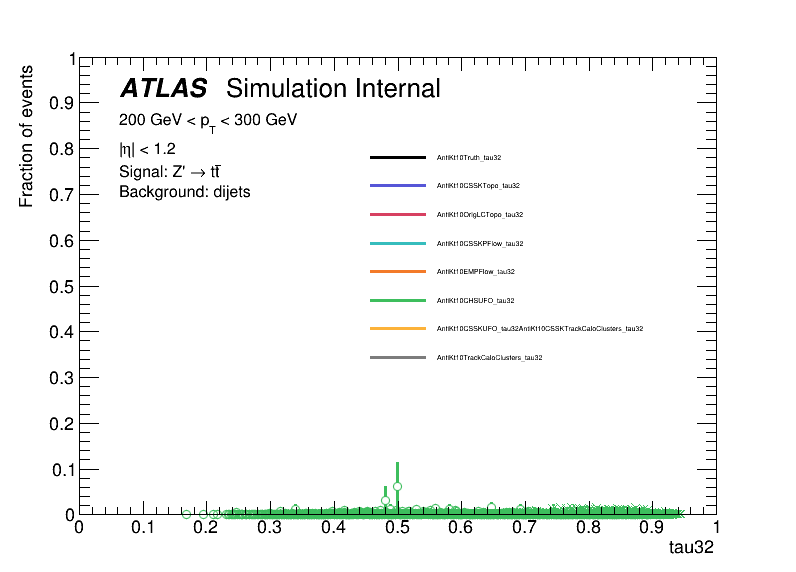 ATLAS Simulation Internal
200 GeV < p_T < 300 GeV
|η| < 1.2
Signal: Z' → tt̄
Background: dijets
AntiKt10Truth_tau32
AntiKt10CSSKTopo_tau32
AntiKt10OrigLCTopo_tau32
AntiKt10CSSKPFlow_tau32
AntiKt10EMPFlow_tau32
AntiKt10CHSUFO_tau32
AntiKt10CSSKUFO_tau32AntiKt10CSSKTrackCaloClusters_tau32
AntiKt10TrackCaloClusters_tau32
Fraction of events
1
0.9
0.8
0.7
0.6
0.5
0.4
0.3
0.2
0.1
0
0 0.1 0.2 0.3 0.4 0.5 0.6 0.7 0.8 0.9 1
tau32